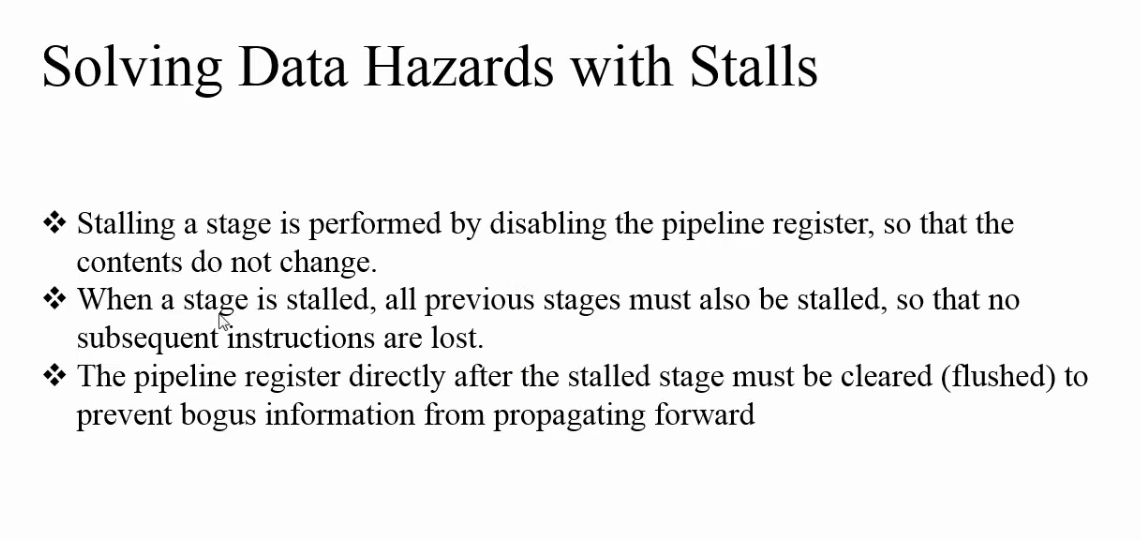 Solving Data Hazards with Stalls
❖ Stalling a stage is performed by disabling the pipeline register, so that the
contents do not change.
❖ When a stage is stalled, all previous stages must also be stalled, so that no
subsequent instructions are lost.
❖ The pipeline register directly after the stalled stage must be cleared (flushed) to
prevent bogus information from propagating forward